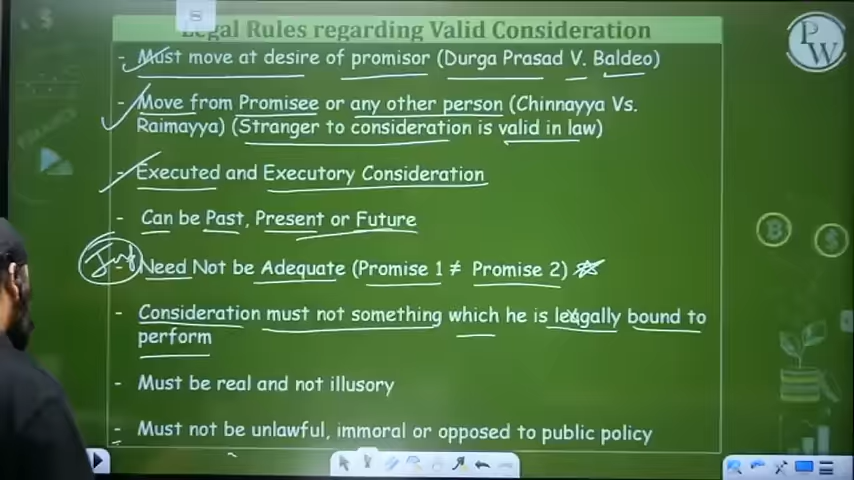 Legal Rules regarding Valid Consideration
PW
- Must move at desire of promisor (Durga Prasad V. Baldeo)
- Move from Promisee or any other person (Chinnayya Vs.
Raimayya) (Stranger to consideration is valid in law)
- Executed and Executory Consideration
- Can be Past, Present or Future
- Need Not be Adequate (Promise 1 ≠ Promise 2)
- Consideration must not something which he is legally bound to
perform
- Must be real and not illusory
- Must not be unlawful, immoral or opposed to public policy